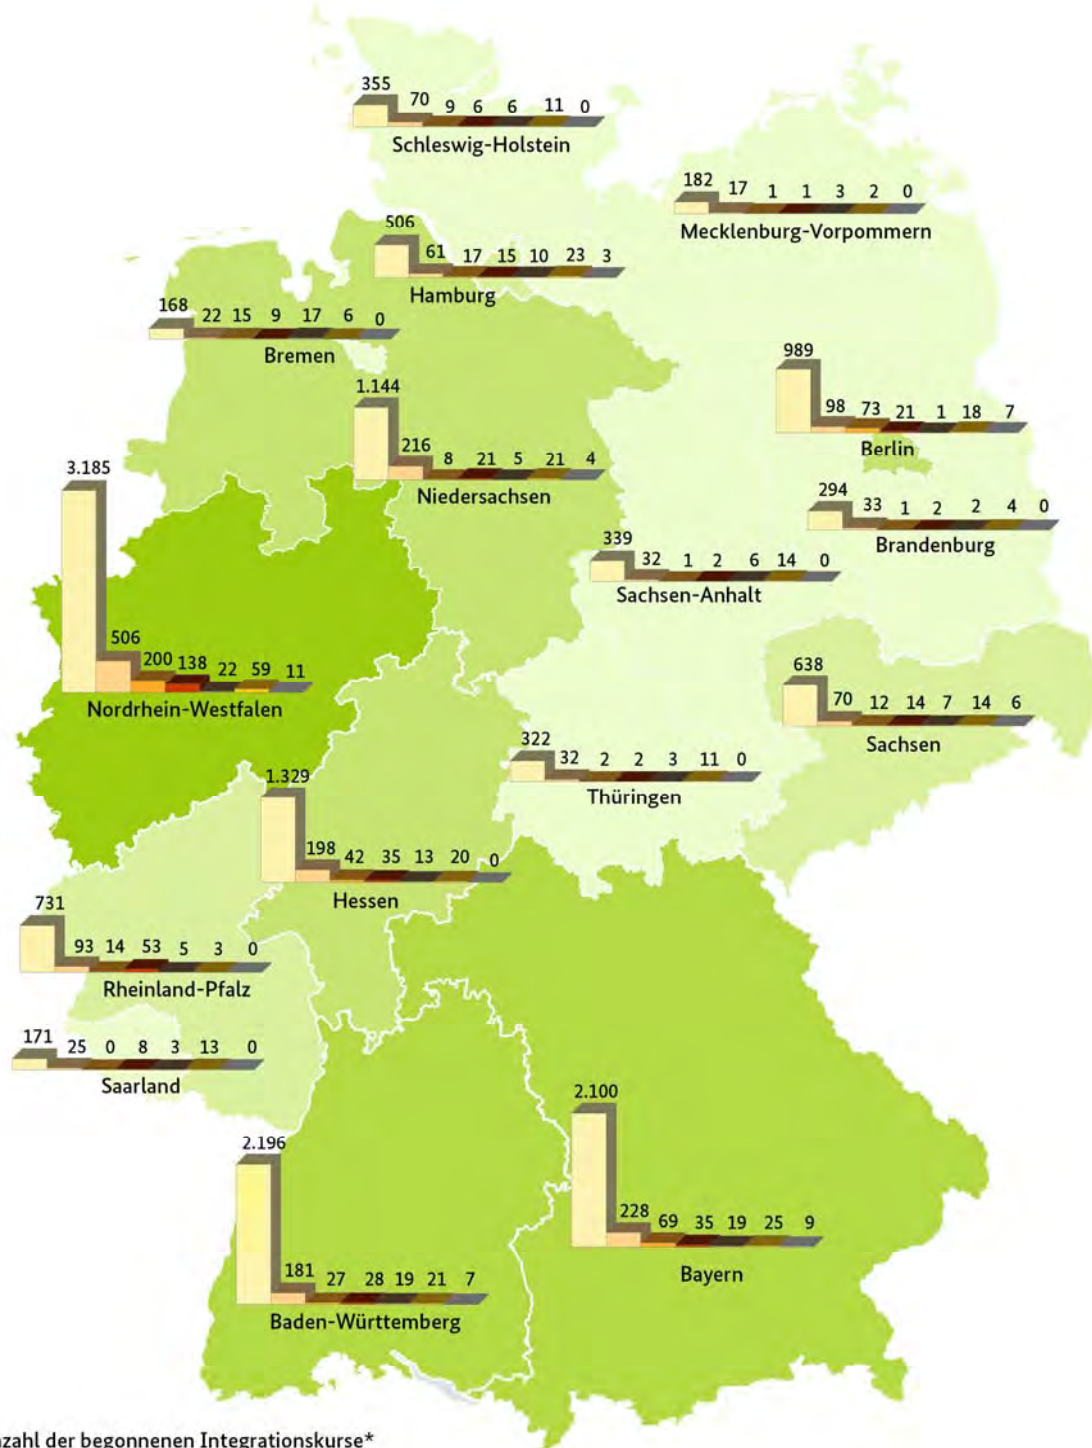 355 70 9 6 6 11 0
Schleswig-Holstein
182 17 1 1 3 2 0
Mecklenburg-Vorpommern
506 61 17 15 10 23 3
Hamburg
168 22 15 9 17 6 0
Bremen
989 98 73 21 1 18 7
Berlin
1.144 216 8 21 5 21 4
Niedersachsen
3.185 506 200 138 22 59 11
Nordrhein-Westfalen
294 33 1 2 2 4 0
Brandenburg
339 32 1 2 6 14 0
Sachsen-Anhalt
638 70 12 14 7 14 6
Sachsen
322 32 2 2 3 11 0
Thüringen
1.329 198 42 35 13 20 0
Hessen
731 93 14 53 5 3 0
Rheinland-Pfalz
171 25 0 8 3 13 0
Saarland
2.100 228 69 35 19 25 9
Bayern
2.196 181 27 28 19 21 7
Baden-Württemberg
nzahl der begonnenen Integrationskurse*